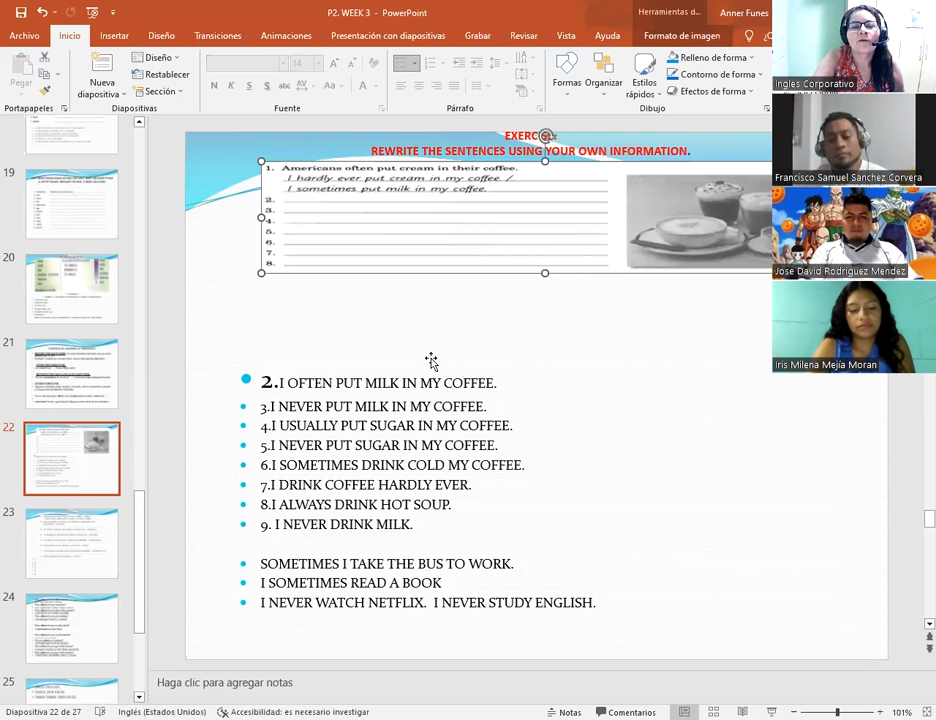 P2. WEEK 3 - PowerPoint
Herramientas d...
Anner Funes
Archivo
Inicio
Insertar
Diseño
Transiciones
Animaciones
Presentación con diapositivas
Grabar
Revisar
Vista
Ayuda
Formato de imagen
Pegar
Nueva
diapositiva
Diseño
Restablecer
Sección
14
N K S S abc AV Aa A
Formas
Organizar
Estilos
rápidos
Relleno de forma
Contorno de forma
Efectos de forma
Portapapeles
Diapositivas
Fuente
Párrafo
Dibujo
Ingles Corporativo
Francisco Samuel Sanchez Corvera
Jose David Rodriguez Mendez
Iris Milena Mejía Moran
19
20
21
22
23
24
25
REWRITE THE SENTENCES USING YOUR OWN INFORMATION.
1. Americans often put cream in their coffee.
I hardly ever put cream in my coffee. /
I sometimes put milk in my coffee.
2.
3.
4.
5.
6.
7.
8.
2.I OFTEN PUT MILK IN MY COFFEE.
3.I NEVER PUT MILK IN MY COFFEE.
4.I USUALLY PUT SUGAR IN MY COFFEE.
5.I NEVER PUT SUGAR IN MY COFFEE.
6.I SOMETIMES DRINK COLD MY COFFEE.
7.I DRINK COFFEE HARDLY EVER.
8.I ALWAYS DRINK HOT SOUP.
9. I NEVER DRINK MILK.
SOMETIMES I TAKE THE BUS TO WORK.
I SOMETIMES READ A BOOK
I NEVER WATCH NETFLIX.  I NEVER STUDY ENGLISH.
Haga clic para agregar notas
Diapositiva 22 de 27
Inglés (Estados Unidos)
Accesibilidad: es necesario investigar
Notas
Comentarios
101%